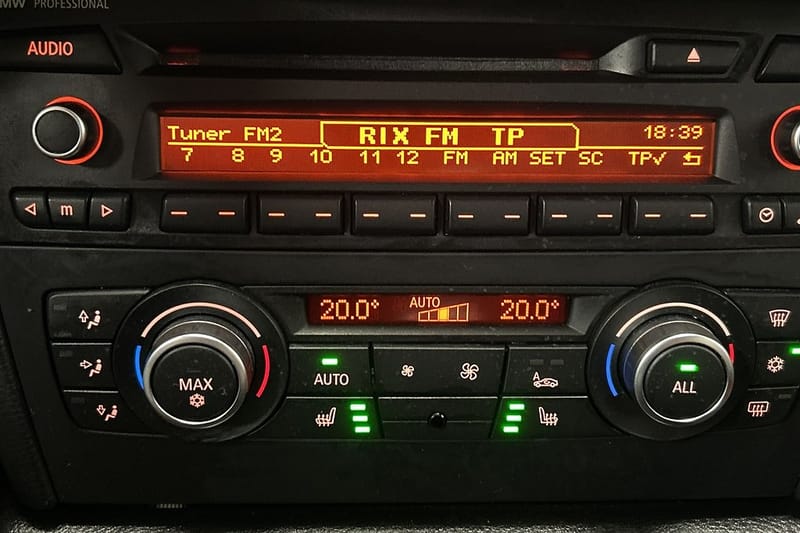 PROFESSIONAL
AUDIO
Tuner FM2 RIX FM TP 18:39
7 8 9 10 11 12 FM AM SET SC TP✓
m
20.0° AUTO 20.0°
MAX AUTO A ALL